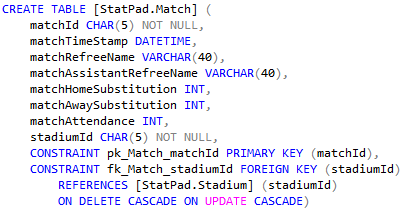 CREATE TABLE [StatPad.Match] (
matchId CHAR(5) NOT NULL,
matchTimeStamp DATETIME,
matchRefreeName VARCHAR(40),
matchAssistantRefreeName VARCHAR(40),
matchHomeSubstitution INT,
matchAwaySubstitution INT,
matchAttendance INT,
stadiumId CHAR(5) NOT NULL,
CONSTRAINT pk_Match_matchId PRIMARY KEY (matchId),
CONSTRAINT fk_Match_stadiumId FOREIGN KEY (stadiumId)
REFERENCES [StatPad.Stadium] (stadiumId)
ON DELETE CASCADE ON UPDATE CASCADE)